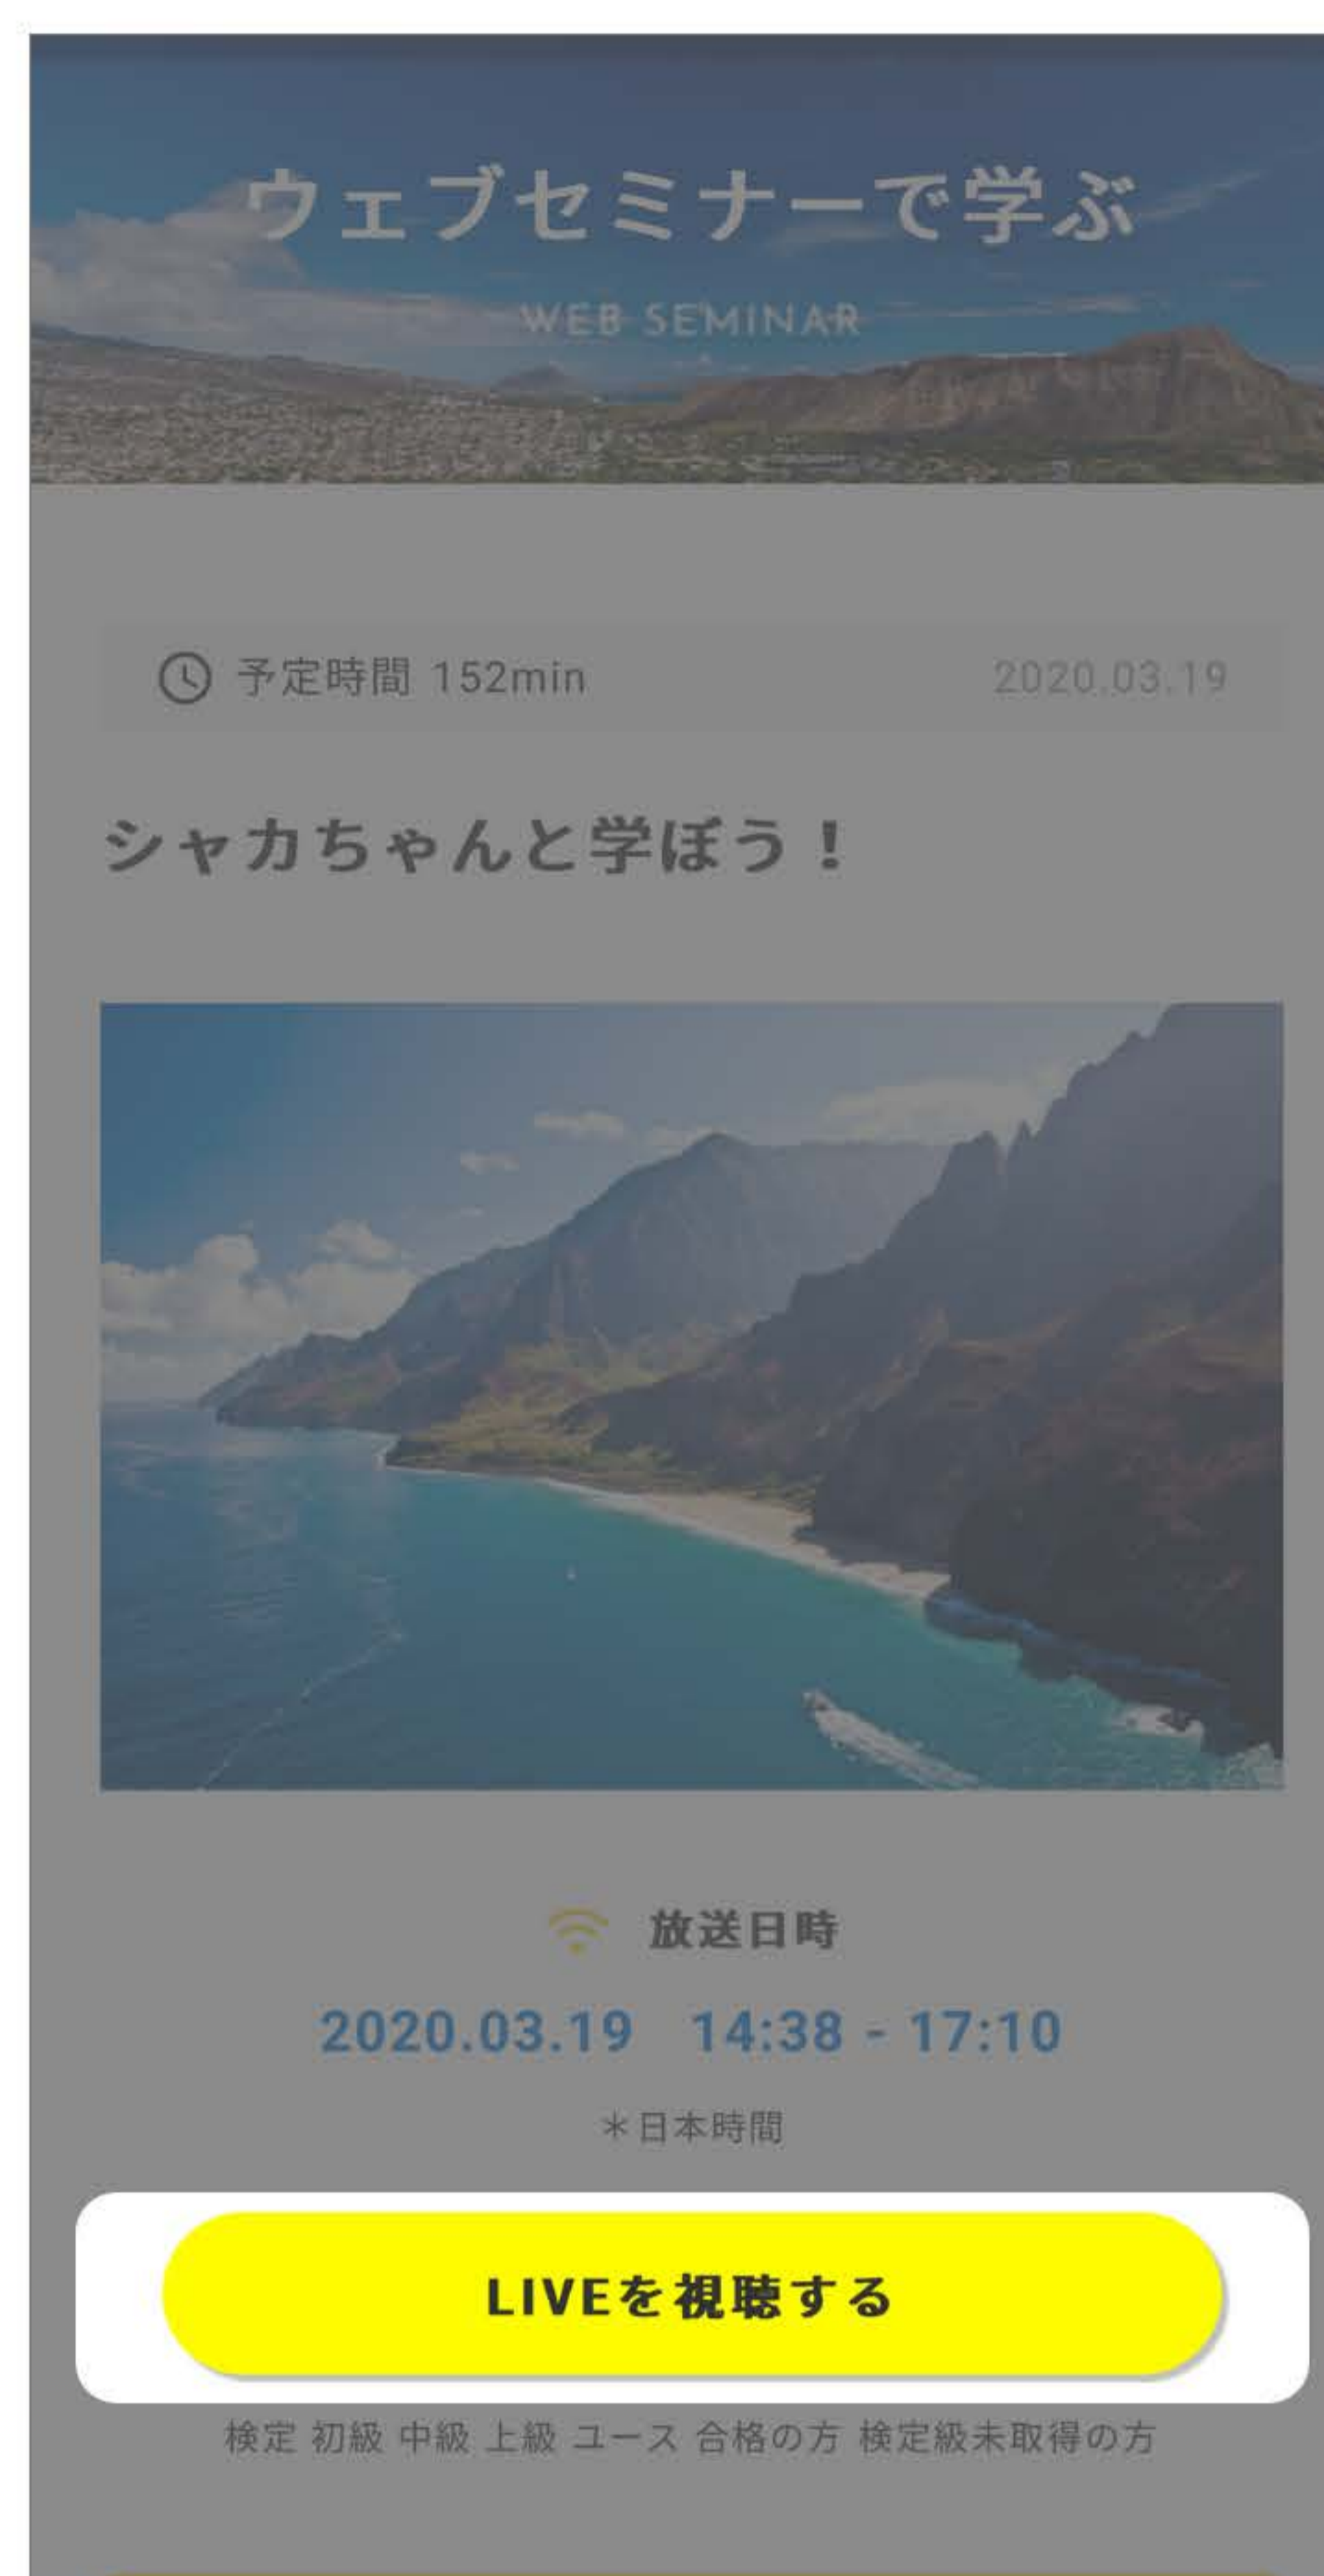 ウェブセミナーで学ぶ
WEB SEMINAR
予定時間 152min 2020.03.19
シャカちゃんと学ぼう！
放送日時
2020.03.19 14:38 - 17:10
＊日本時間
LIVEを視聴する
検定 初級 中級 上級 ユース 合格の方 検定級未取得の方